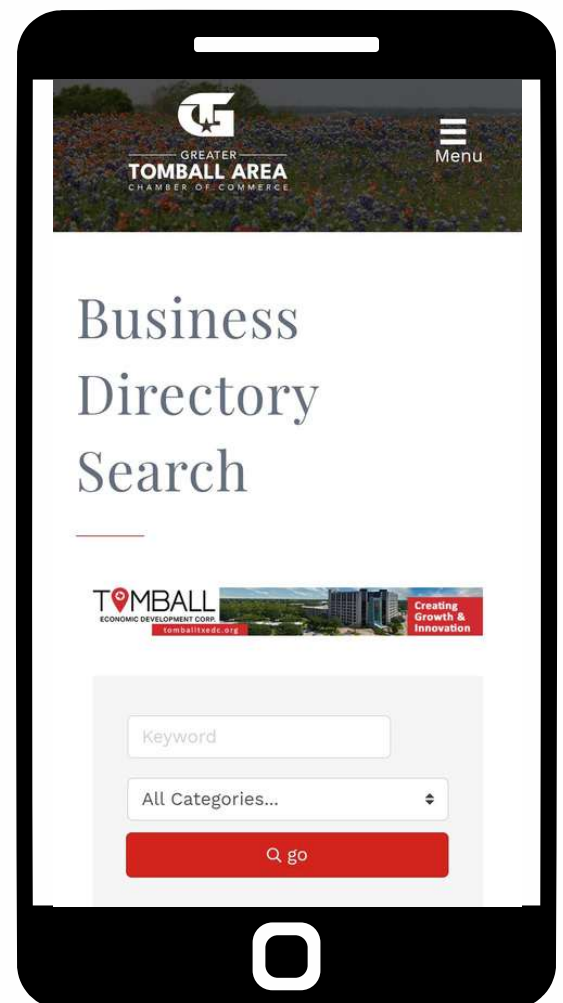 GREATER
TOMBALL AREA
CHAMBER OF COMMERCE
Menu
Business
Directory
Search
TOMBALL
ECONOMIC DEVELOPMENT CORP.
tomballtxedc.org
Creating
Growth &
Innovation
Keyword
All Categories...
go